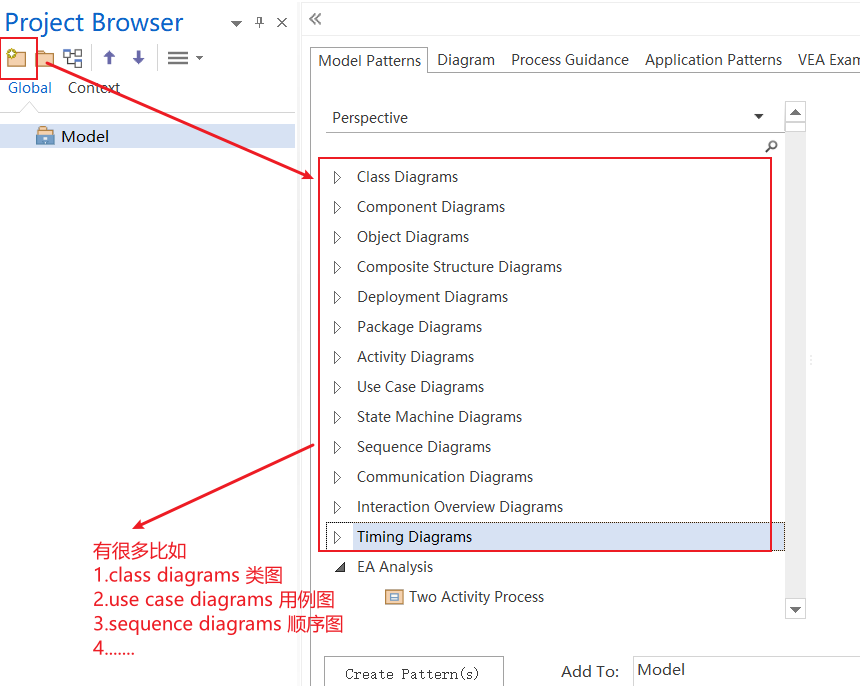 Project Browser
Global Context
Model
Model Patterns Diagram Process Guidance Application Patterns VEA Exam
Perspective
Class Diagrams
Component Diagrams
Object Diagrams
Composite Structure Diagrams
Deployment Diagrams
Package Diagrams
Activity Diagrams
Use Case Diagrams
State Machine Diagrams
Sequence Diagrams
Communication Diagrams
Interaction Overview Diagrams
Timing Diagrams
EA Analysis
Two Activity Process
有很多比如
1.class diagrams 类图
2.use case diagrams 用例图
3.sequence diagrams 顺序图
4.......
Create Pattern(s) Add To: Model